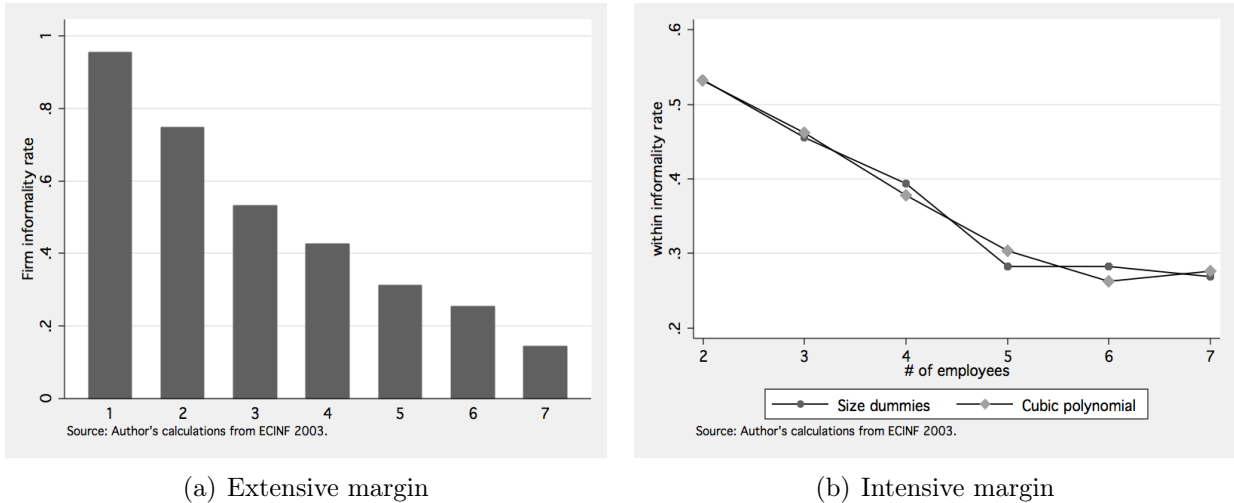 Firm informality rate
1
.8
.6
.4
.2
0
1 2 3 4 5 6 7
Source: Author's calculations from ECINF 2003.
(a) Extensive margin
within informality rate
.6
.5
.4
.3
.2
2 3 4 5 6 7
# of employees
Size dummies Cubic polynomial
Source: Author's calculations from ECINF 2003.
(b) Intensive margin